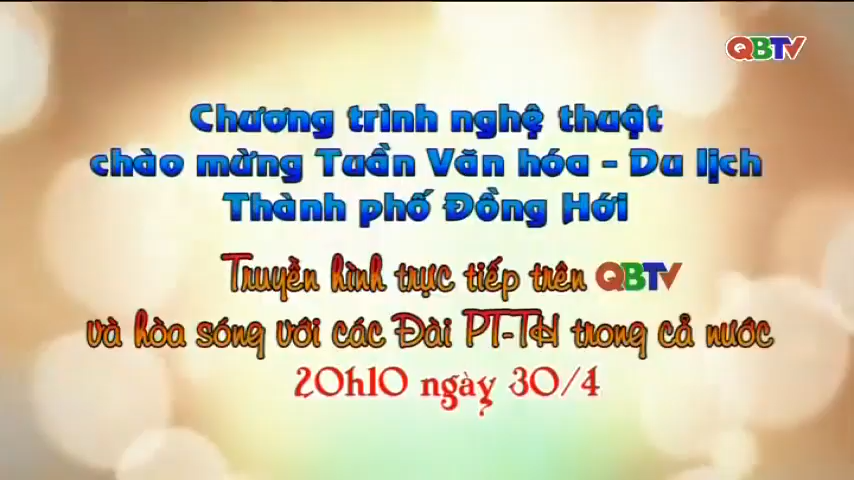 QBTV
Chương trình nghệ thuật
chào mừng Tuần Văn hóa - Du lịch
Thành phố Đồng Hới
Truyền hình trực tiếp trên QBTV
và hòa sóng với các Đài PT-TH trong cả nước
20h10 ngày 30/4